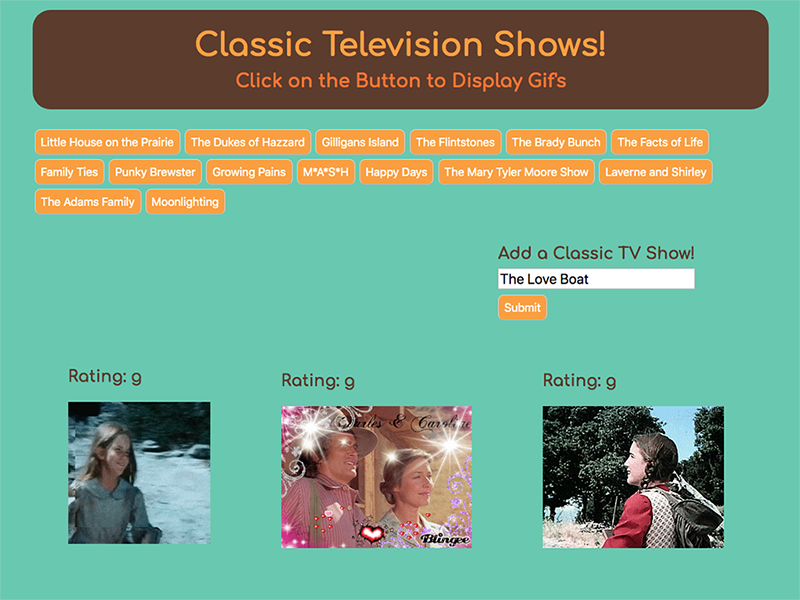 Classic Television Shows!
Click on the Button to Display Gif's
Little House on the Prairie The Dukes of Hazzard Gilligans Island The Flintstones The Brady Bunch The Facts of Life
Family Ties Punky Brewster Growing Pains M*A*S*H Happy Days The Mary Tyler Moore Show Laverne and Shirley
The Adams Family Moonlighting
Add a Classic TV Show!
The Love Boat
Submit
Rating: g Rating: g Rating: g
Charles & Caroline
Blingee